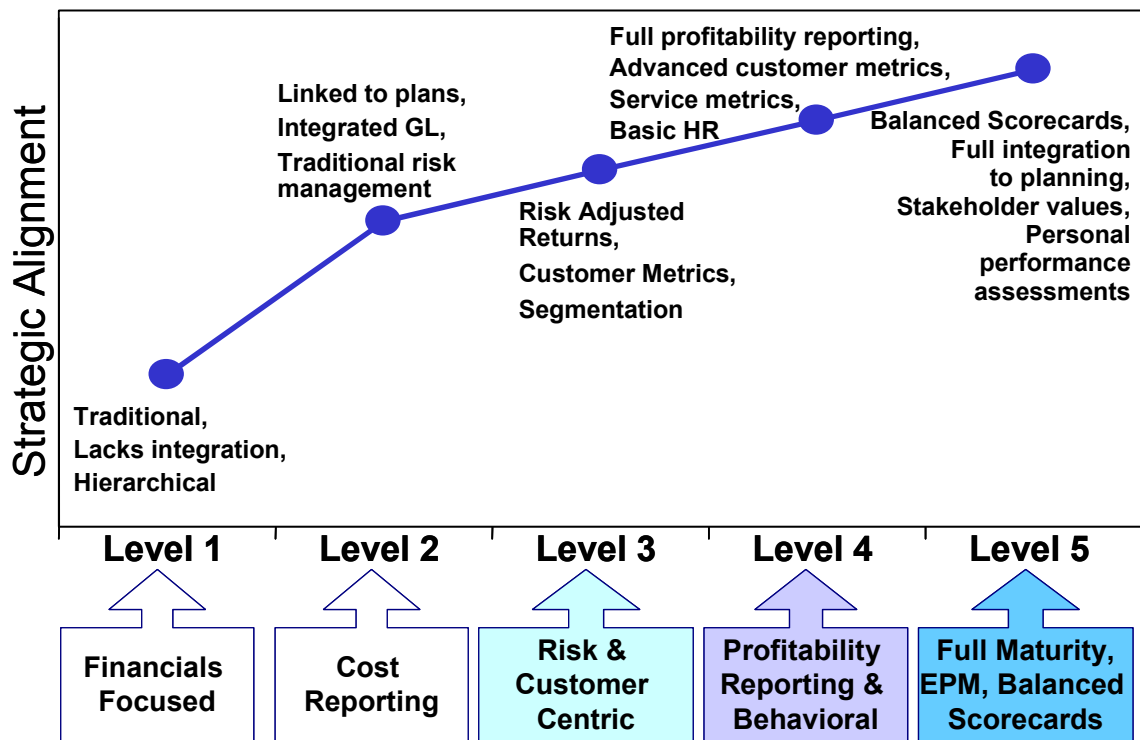 Strategic Alignment
Full profitability reporting,
Advanced customer metrics,
Service metrics,
Basic HR
Linked to plans,
Integrated GL,
Traditional risk
management
Balanced Scorecards,
Full integration
to planning,
Stakeholder values,
Personal
performance
assessments
Risk Adjusted
Returns,
Customer Metrics,
Segmentation
Traditional,
Lacks integration,
Hierarchical
Level 1
Level 2
Level 3
Level 4
Level 5
Financials
Focused
Cost
Reporting
Risk &
Customer
Centric
Profitability
Reporting &
Behavioral
Full Maturity,
EPM, Balanced
Scorecards